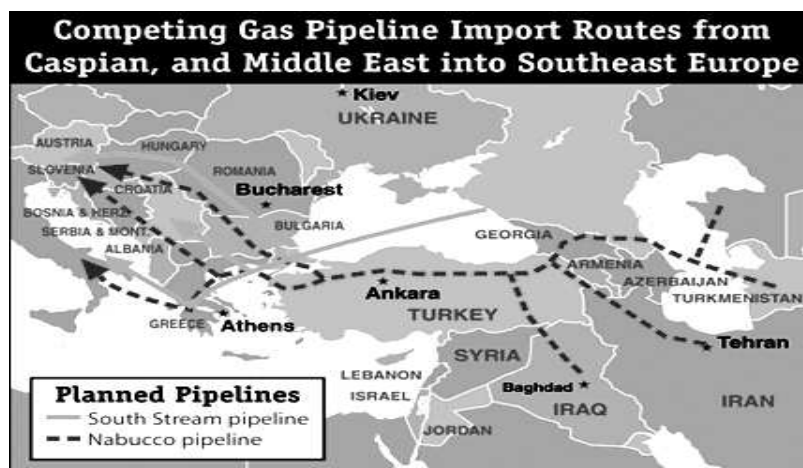 Competing Gas Pipeline Import Routes from
Caspian, and Middle East into Southeast Europe
Kiev
UKRAINE
AUSTRIA
HUNGARY
SLOVENIA
ROMANIA
CROATIA
Bucharest
BOSNIA & HERZ.
BULGARIA
SERBIA & MONT.
GEORGIA
ALBANIA
ARMENIA
AZERBAIJAN
Ankara
TURKMENISTAN
GREECE
Athens
TURKEY
Tehran
SYRIA
LEBANON
Baghdad
ISRAEL
IRAQ
IRAN
JORDAN
Planned Pipelines
South Stream pipeline
Nabucco pipeline